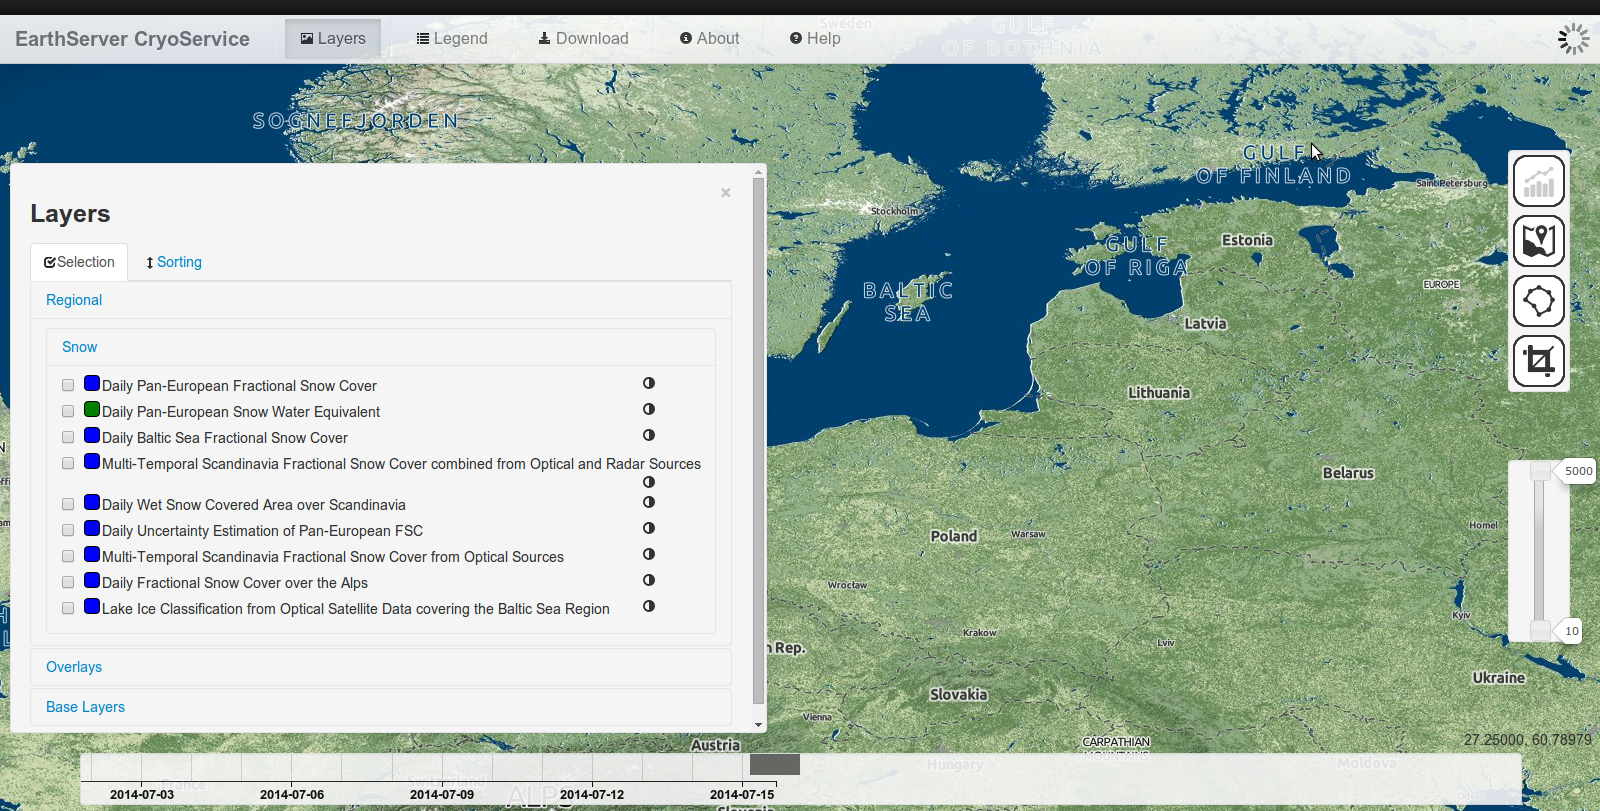 EarthServer CryoService
Layers
Legend
Download
About
Help
Sweden
GULF
OF BOTHNIA
SOGNEFJORDEN
GULF
OF FINLAND
Saint Petersburg
Stockholm
Estonia
GULF
OF RIGA
EUROPE
BALTIC
SEA
Latvia
Lithuania
Belarus
Homel
Poland
Warsaw
Wrocław
Krakow
Lviv
Kyiv
Rep.
Slovakia
Ukraine
Vienna
Austria
CARPATHIAN
MOUNTAINS
Hungary
Moldova
France
Switzerland
ALPS
Slovenia
×
Layers
Selection
Sorting
Regional
Snow
Daily Pan-European Fractional Snow Cover
Daily Pan-European Snow Water Equivalent
Daily Baltic Sea Fractional Snow Cover
Multi-Temporal Scandinavia Fractional Snow Cover combined from Optical and Radar Sources
Daily Wet Snow Covered Area over Scandinavia
Daily Uncertainty Estimation of Pan-European FSC
Multi-Temporal Scandinavia Fractional Snow Cover from Optical Sources
Daily Fractional Snow Cover over the Alps
Lake Ice Classification from Optical Satellite Data covering the Baltic Sea Region
Overlays
Base Layers
5000
10
27.25000, 60.78979
2014-07-03
2014-07-06
2014-07-09
2014-07-12
2014-07-15